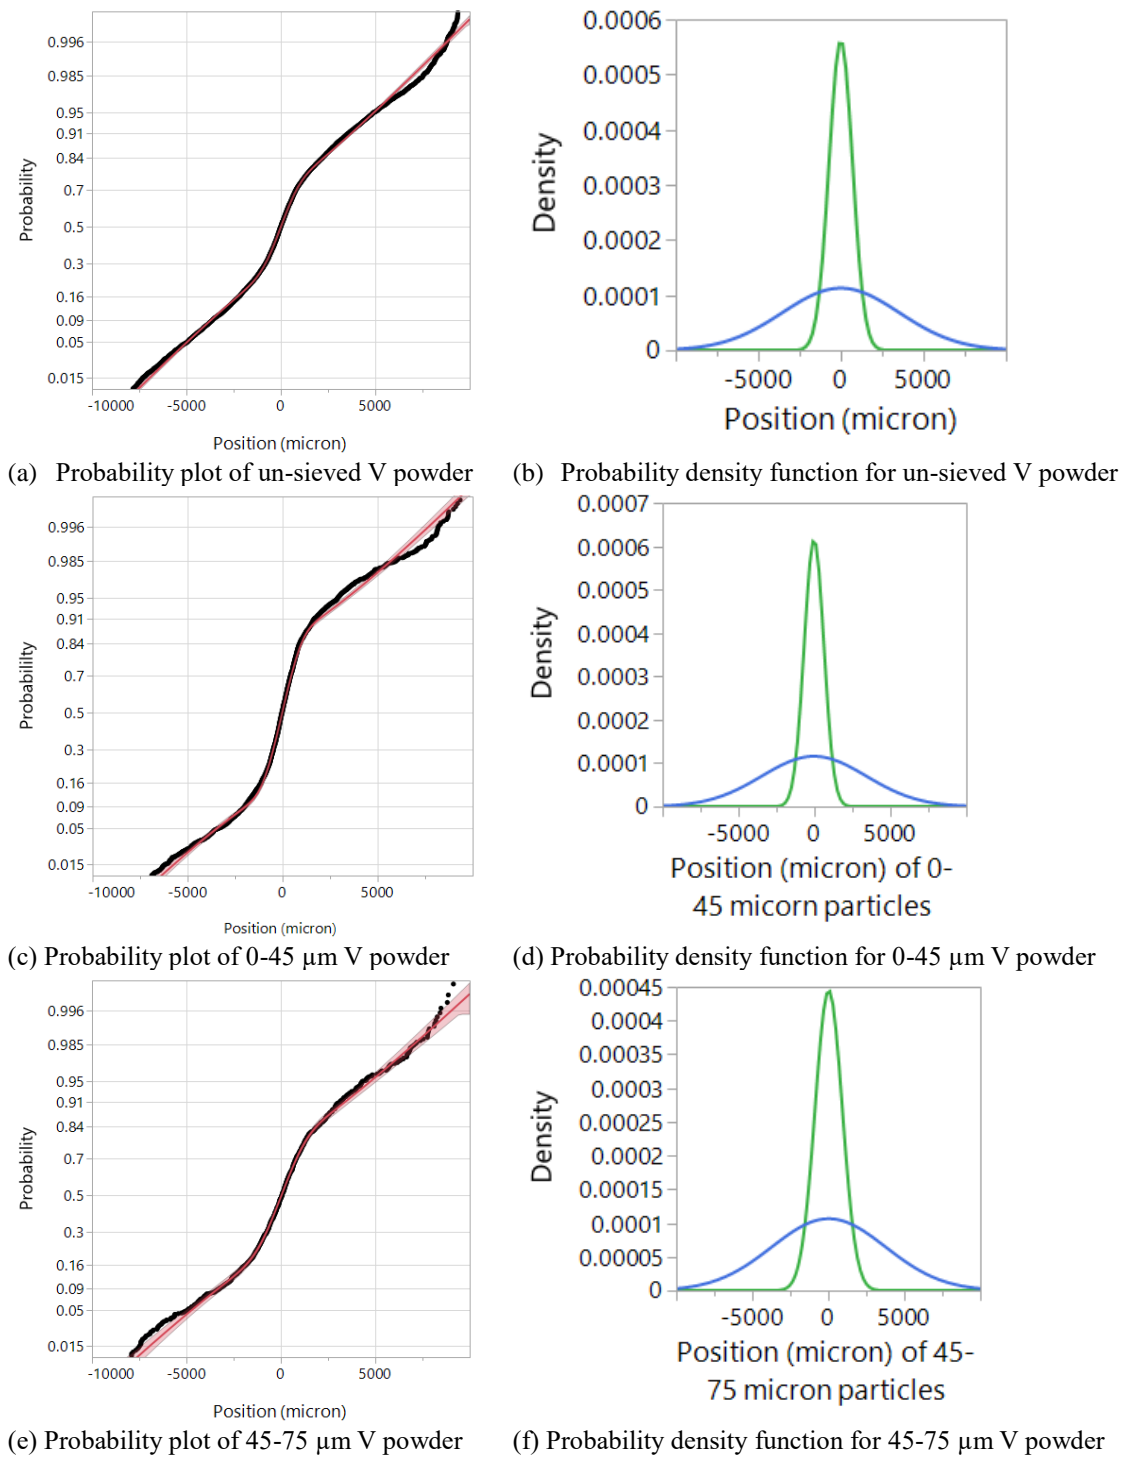 0.996
0.985
0.95
0.91
0.84
0.7
0.5
0.3
0.16
0.09
0.05
0.015
Probability
-10000 -5000 0 5000
Position (micron)
0.0006
0.0005
0.0004
0.0003
0.0002
0.0001
0
Density
-5000 0 5000
Position (micron)
(a) Probability plot of un-sieved V powder
(b) Probability density function for un-sieved V powder
0.996
0.985
0.95
0.91
0.84
0.7
0.5
0.3
0.16
0.09
0.05
0.015
Probability
-10000 -5000 0 5000
Position (micron)
0.0007
0.0006
0.0005
0.0004
0.0003
0.0002
0.0001
0
Density
-5000 0 5000
Position (micron) of 0-
45 micorn particles
(c) Probability plot of 0-45 µm V powder
(d) Probability density function for 0-45 µm V powder
0.996
0.985
0.95
0.91
0.84
0.7
0.5
0.3
0.16
0.09
0.05
0.015
Probability
-10000 -5000 0 5000
Position (micron)
0.00045
0.0004
0.00035
0.0003
0.00025
0.0002
0.00015
0.0001
0.00005
0
Density
-5000 0 5000
Position (micron) of 45-
75 micron particles
(e) Probability plot of 45-75 µm V powder
(f) Probability density function for 45-75 µm V powder